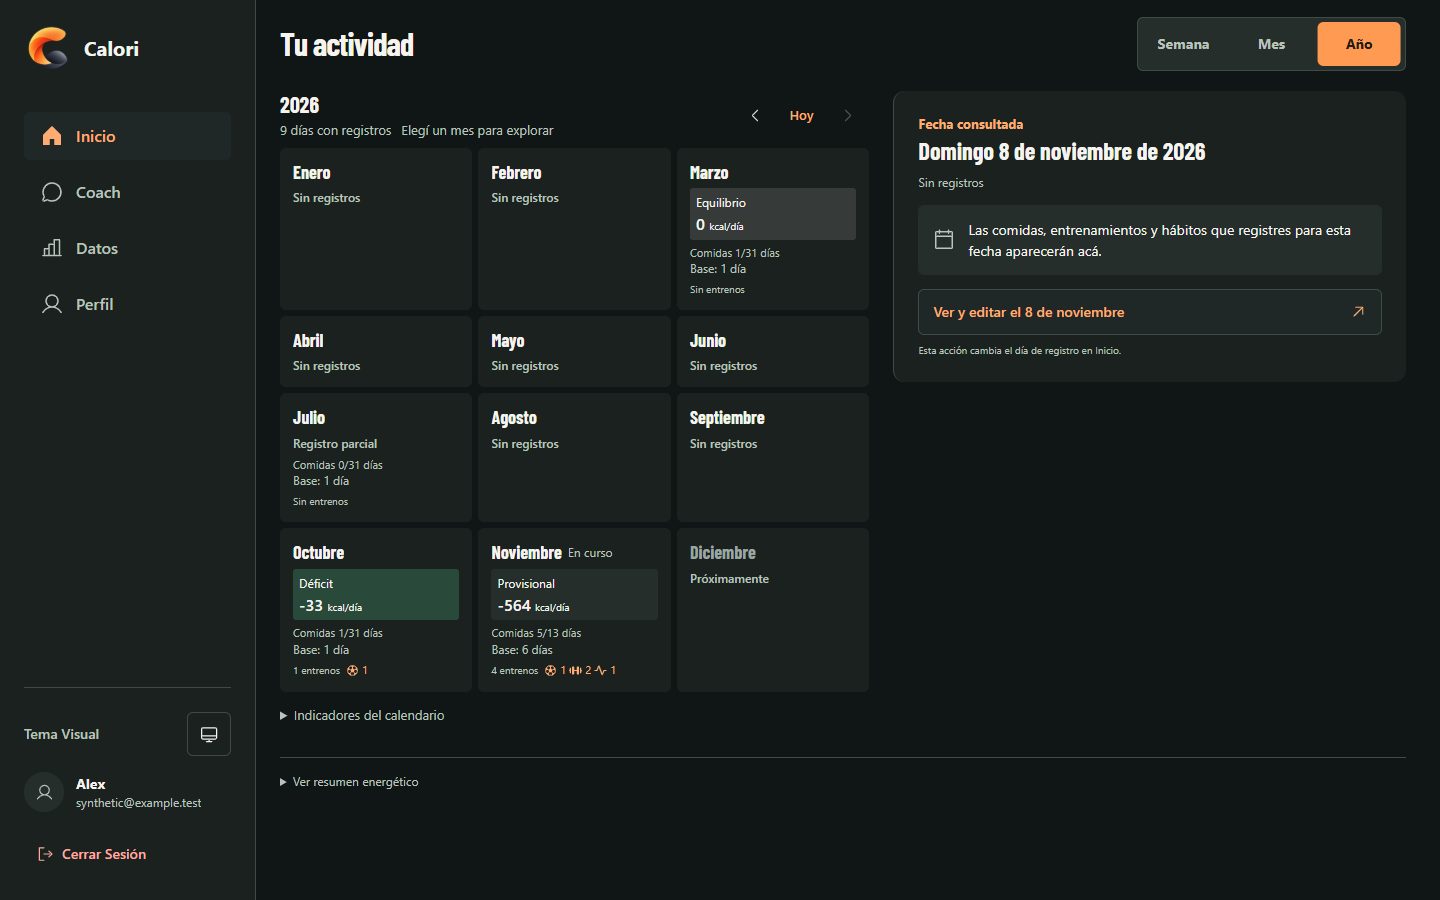 Calori
Inicio
Coach
Datos
Perfil
Tema Visual
Alex
synthetic@example.test
Cerrar Sesión
Tu actividad
Semana
Mes
Año
2026
9 días con registros Elegí un mes para explorar
Hoy
Enero
Sin registros
Febrero
Sin registros
Marzo
Equilibrio
0 kcal/día
Comidas 1/31 días
Base: 1 día
Sin entrenos
Abril
Sin registros
Mayo
Sin registros
Junio
Sin registros
Julio
Registro parcial
Comidas 0/31 días
Base: 1 día
Sin entrenos
Agosto
Sin registros
Septiembre
Sin registros
Octubre
Déficit
-33 kcal/día
Comidas 1/31 días
Base: 1 día
1 entrenos 1
Noviembre En curso
Provisional
-564 kcal/día
Comidas 5/13 días
Base: 6 días
4 entrenos 1 2 1
Diciembre
Próximamente
Indicadores del calendario
Ver resumen energético
Fecha consultada
Domingo 8 de noviembre de 2026
Sin registros
Las comidas, entrenamientos y hábitos que registres para esta
fecha aparecerán acá.
Ver y editar el 8 de noviembre
Esta acción cambia el día de registro en Inicio.